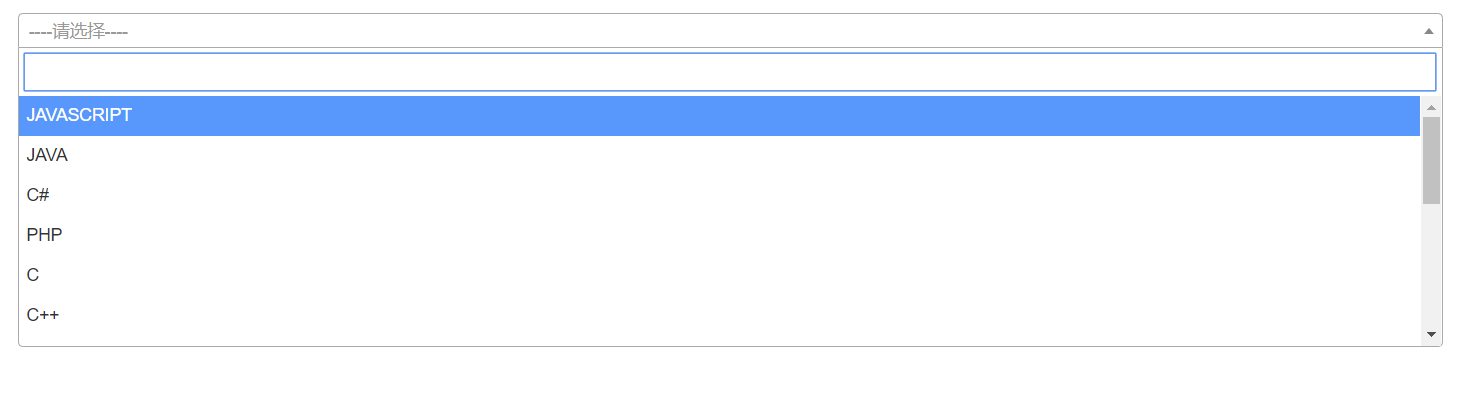 ----请选择----
JAVASCRIPT
JAVA
C#
PHP
C
C++